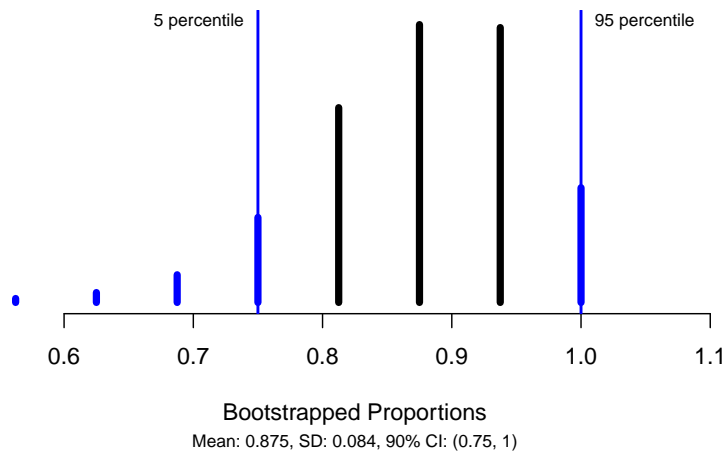 5 percentile 95 percentile
0.6 0.7 0.8 0.9 1.0 1.1
Bootstrapped Proportions
Mean: 0.875, SD: 0.084, 90% CI: (0.75, 1)